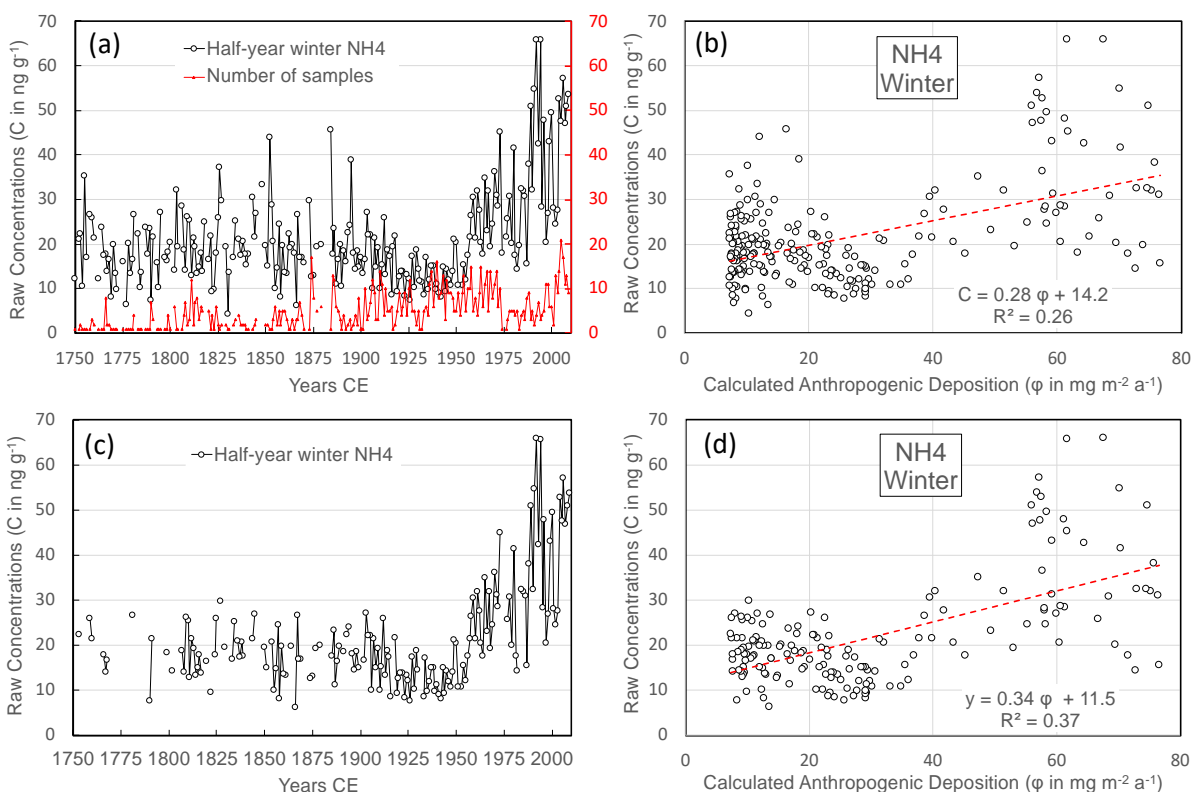 (a)
Half-year winter NH4
Number of samples
Raw Concentrations (C in ng g⁻¹)
70
60
50
40
30
20
10
0
70
60
50
40
30
20
10
0
1750 1775 1800 1825 1850 1875 1900 1925 1950 1975 2000
Years CE
(b)
NH4
Winter
Raw Concentrations (C in ng g⁻¹)
70
60
50
40
30
20
10
0
C = 0.28 φ + 14.2
R² = 0.26
0 20 40 60 80
Calculated Anthropogenic Deposition (φ in mg m⁻² a⁻¹)
(c)
Half-year winter NH4
Raw Concentrations (C in ng g⁻¹)
70
60
50
40
30
20
10
0
1750 1775 1800 1825 1850 1875 1900 1925 1950 1975 2000
Years CE
(d)
NH4
Winter
Raw Concentrations (C in ng g⁻¹)
70
60
50
40
30
20
10
0
y = 0.34 φ + 11.5
R² = 0.37
0 20 40 60 80
Calculated Anthropogenic Deposition (φ in mg m⁻² a⁻¹)